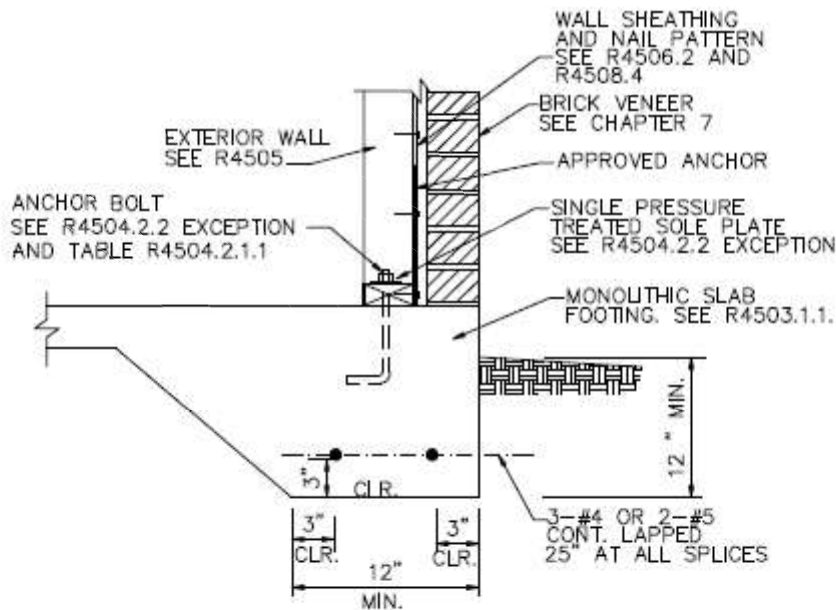 WALL SHEATHING
AND NAIL PATTERN
SEE R4506.2 AND
R4508.4
BRICK VENEER
SEE CHAPTER 7
EXTERIOR WALL
SEE R4505
APPROVED ANCHOR
ANCHOR BOLT
SEE R4504.2.2 EXCEPTION
AND TABLE R4504.2.1.1
SINGLE PRESSURE
TREATED SOLE PLATE
SEE R4504.2.2 EXCEPTION
MONOLITHIC SLAB
FOOTING. SEE R4503.1.1.
12 " MIN.
3"
CLR.
3"
CLR.
3"
CLR.
12"
MIN.
3-#4 OR 2-#5
CONT. LAPPED
25" AT ALL SPLICES